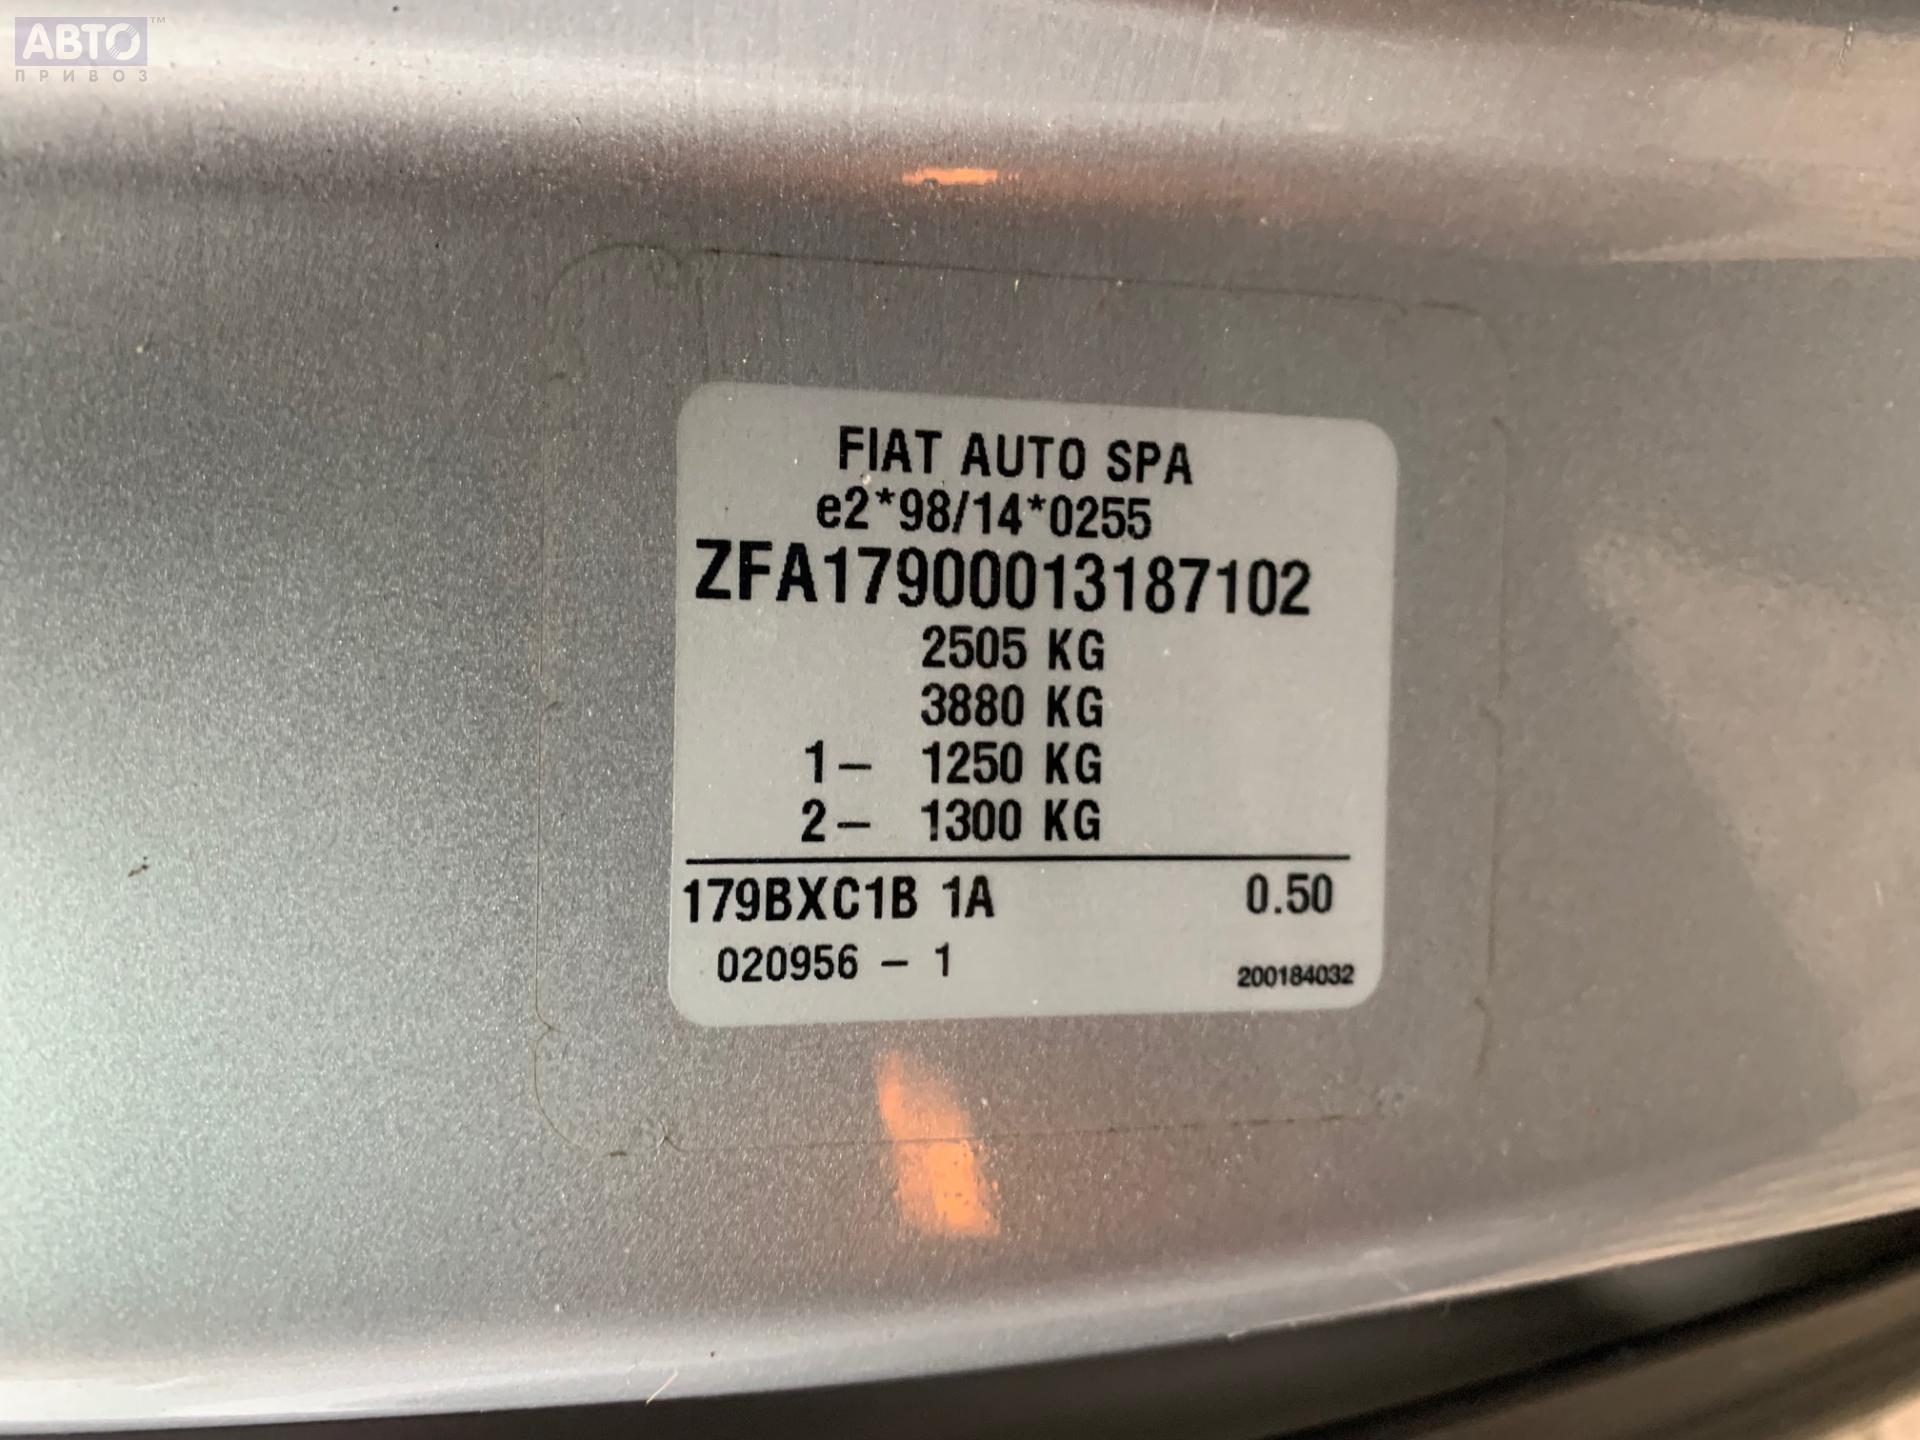 АВТО™
ПРИВОЗ
FIAT AUTO SPA
e2*98/14*0255
ZFA17900013187102
2505 KG
3880 KG
1- 1250 KG
2- 1300 KG
179BXC1B 1A 0.50
020956 - 1 200184032